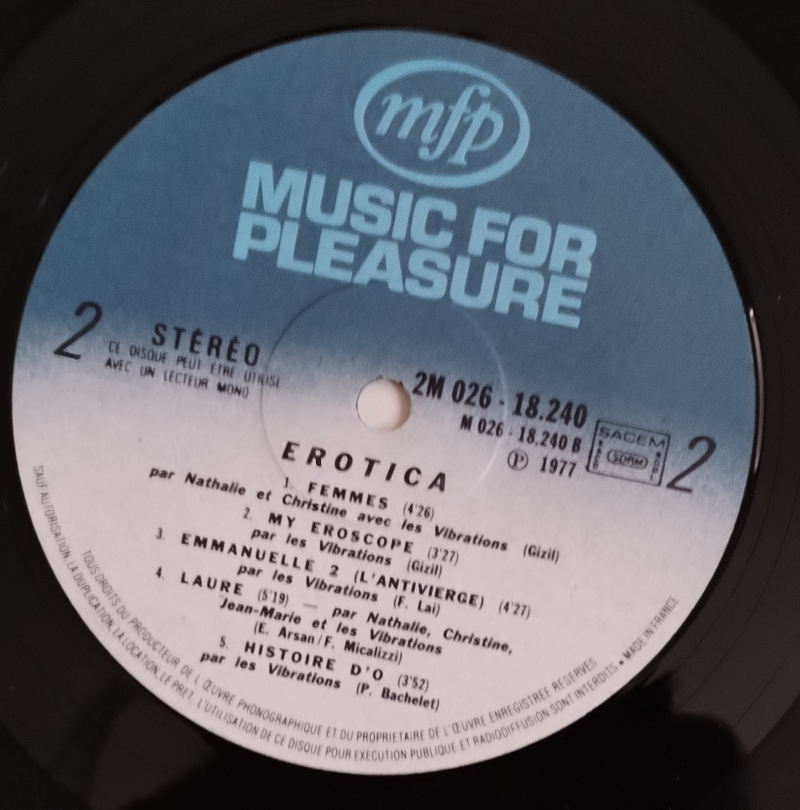 mfp
MUSIC FOR
PLEASURE
2
STÉRÉO
CE DISQUE PEUT ÊTRE UTILISÉ
AVEC UN LECTEUR MONO
2M 026 - 18.240
M 026 - 18.240 B
Ⓟ 1977
SACEM
SDRM
2
EROTICA
1. FEMMES (4'26)
par Nathalie et Christine avec les Vibrations (Gizil)
2. MY EROSCOPE (3'27)
par les Vibrations (Gizil)
3. EMMANUELLE 2 (L'ANTIVIERGE) (4'27)
par les Vibrations (F. Lai)
4. LAURE (5'19) — par Nathalie, Christine,
Jean-Marie et les Vibrations
(E. Arsan/F. Micalizzi)
5. HISTOIRE D'O (3'52)
par les Vibrations (P. Bachelet)
TOUS DROITS DU PRODUCTEUR DE L'ŒUVRE PHONOGRAPHIQUE ET DU PROPRIETAIRE DE L'ŒUVRE ENREGISTREE RESERVES
SAUF AUTORISATION, LA DUPLICATION, LA LOCATION, LE PRET, L'UTILISATION DE CE DISQUE POUR EXECUTION PUBLIQUE ET RADIODIFFUSION SONT INTERDITS • MADE IN FRANCE